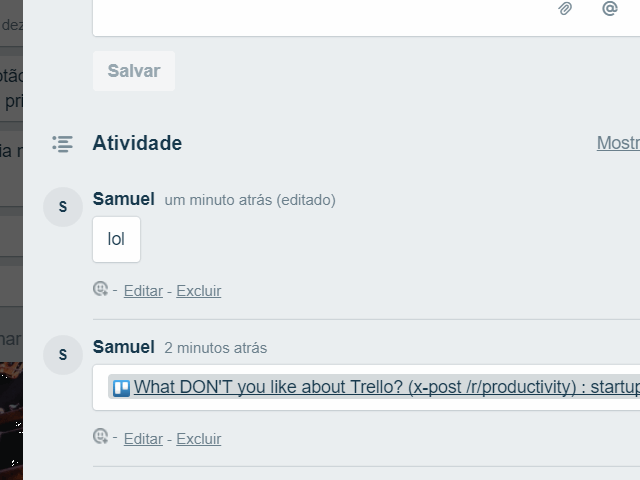 dez
@
Salvar
otão
pri
Atividade
Mostr
ia r
S Samuel um minuto atrás (editado)
lol
- Editar - Excluir
nar
S Samuel 2 minutos atrás
What DON'T you like about Trello? (x-post /r/productivity) : startup
- Editar - Excluir